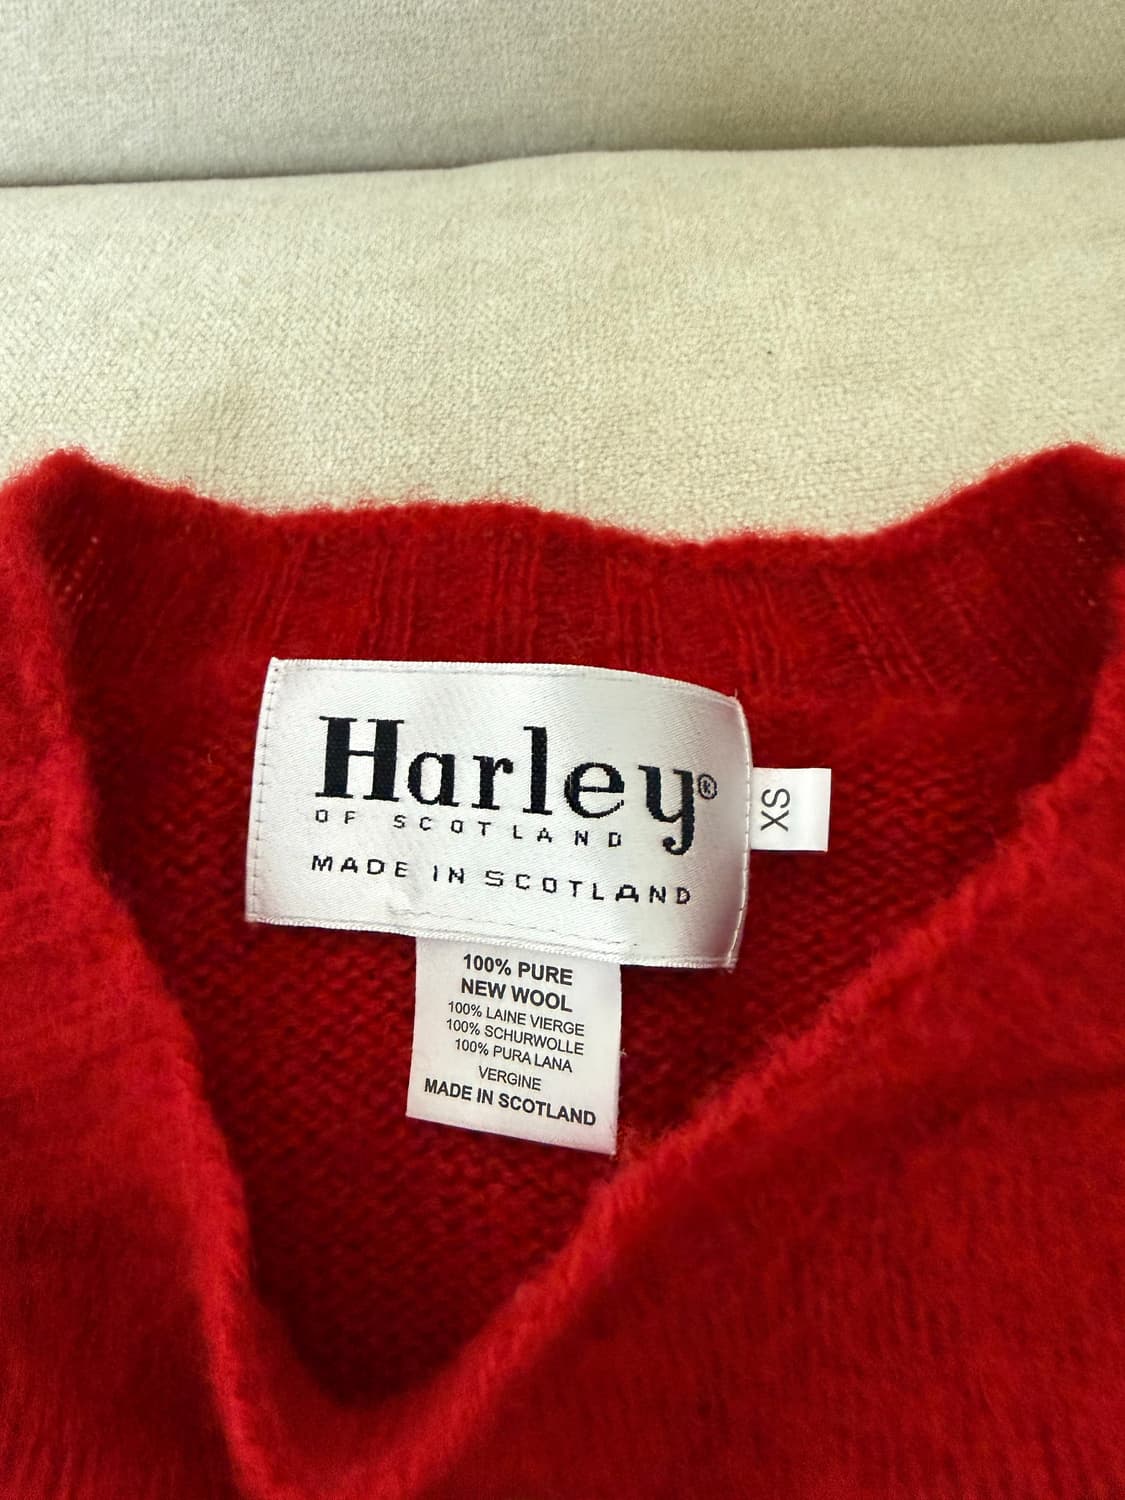 Harley®
OF SCOTLAND
MADE IN SCOTLAND
XS
100% PURE
NEW WOOL
100% LAINE VIERGE
100% SCHURWOLLE
100% PURA LANA
VERGINE
MADE IN SCOTLAND